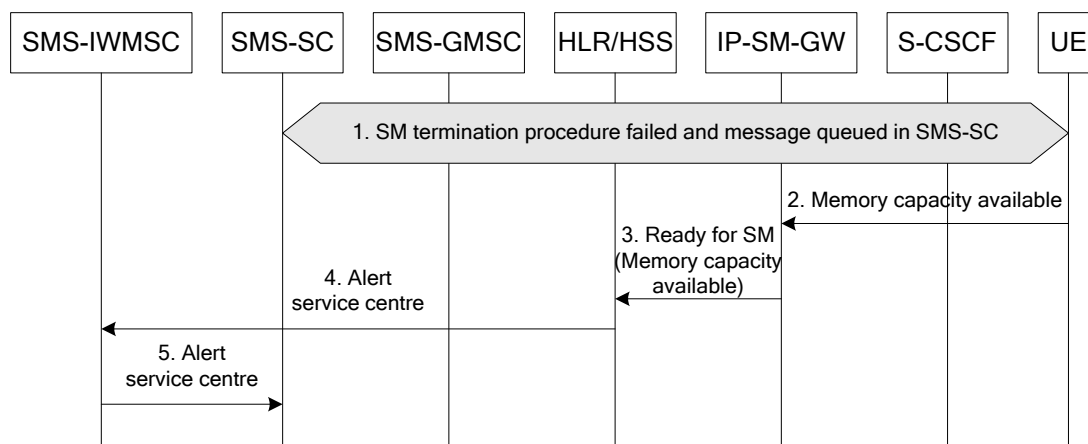 SMS-IWMSC SMS-SC SMS-GMSC HLR/HSS IP-SM-GW S-CSCF UE
1. SM termination procedure failed and message queued in SMS-SC
2. Memory capacity available
3. Ready for SM
(Memory capacity
available)
4. Alert
service centre
5. Alert
service centre